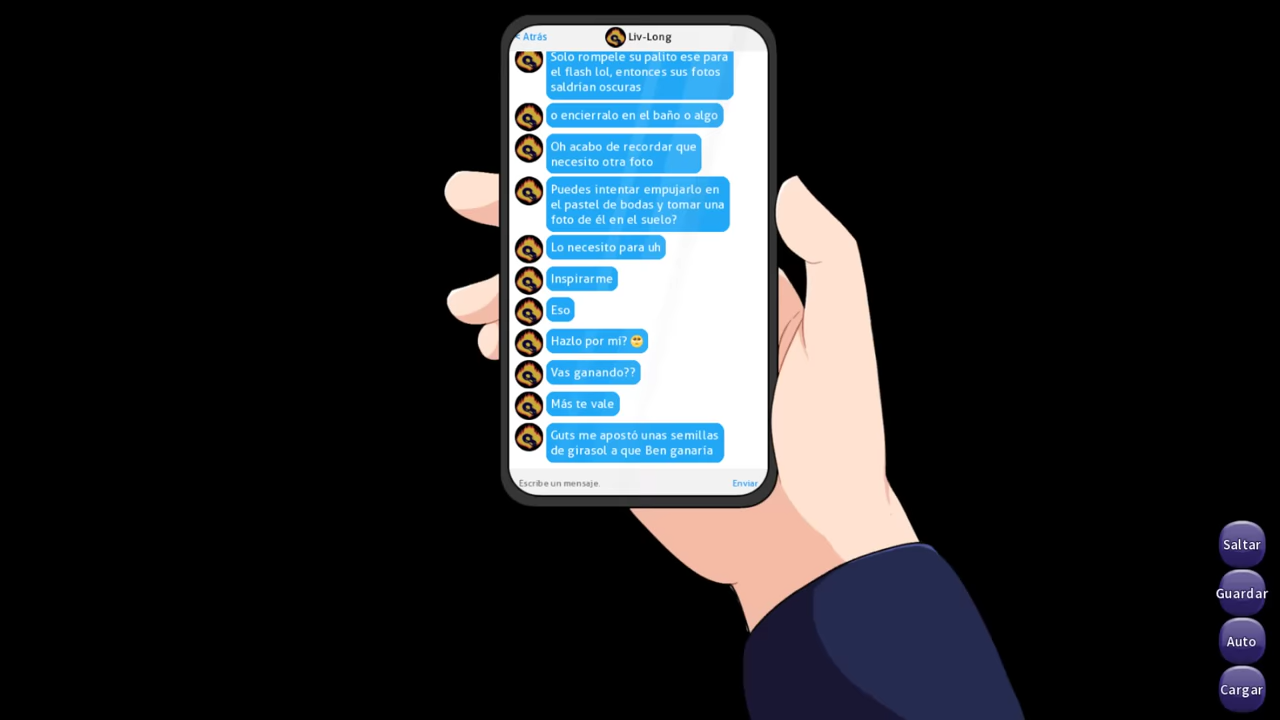 < Atrás
Liv-Long
Solo rompele su palito ese para
el flash lol, entonces sus fotos
saldrían oscuras
o encierralo en el baño o algo
Oh acabo de recordar que
necesito otra foto
Puedes intentar empujarlo en
el pastel de bodas y tomar una
foto de él en el suelo?
Lo necesito para uh
Inspirarme
Eso
Hazlo por mí? 🥺
Vas ganando??
Más te vale
Guts me apostó unas semillas
de girasol a que Ben ganaría
Escribe un mensaje.
Enviar
Saltar
Guardar
Auto
Cargar